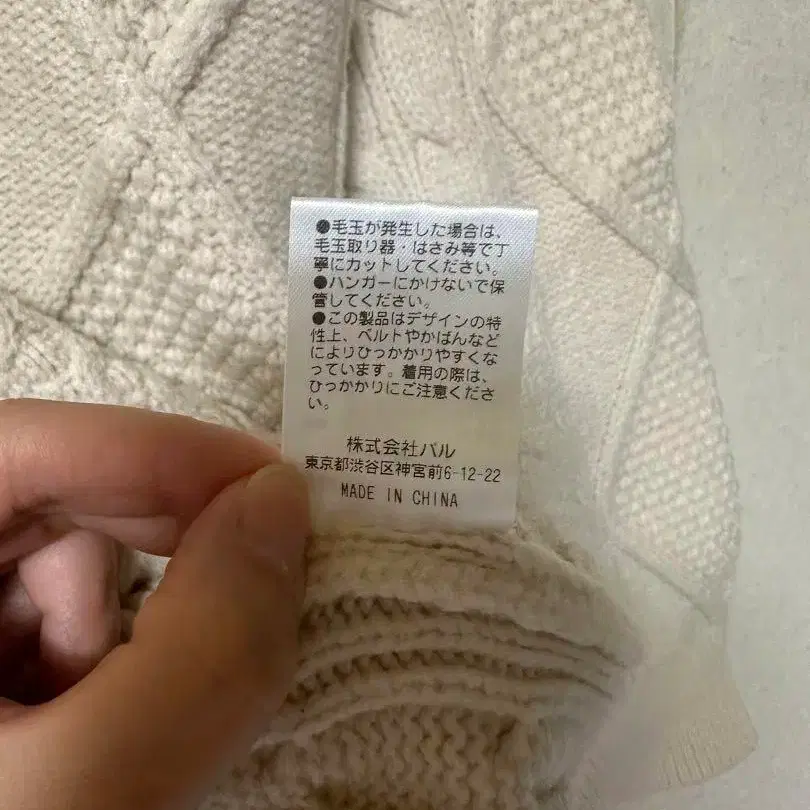 ●毛玉が発生した場合は、
毛玉取り器・はさみ等で丁
寧にカットしてください。
●ハンガーにかけないで保
管してください。
●この製品はデザインの特
性上、ベルトやかばんなど
によりひっかかりやすくな
っています。着用の際は、
ひっかかりにご注意くださ
い。
株式会社パル
東京都渋谷区神宮前6-12-22
MADE IN CHINA